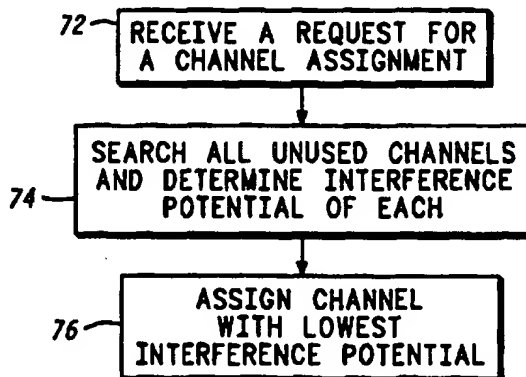 72
RECEIVE A REQUEST FOR
A CHANNEL ASSIGNMENT
74
SEARCH ALL UNUSED CHANNELS
AND DETERMINE INTERFERENCE
POTENTIAL OF EACH
76
ASSIGN CHANNEL
WITH LOWEST
INTERFERENCE POTENTIAL